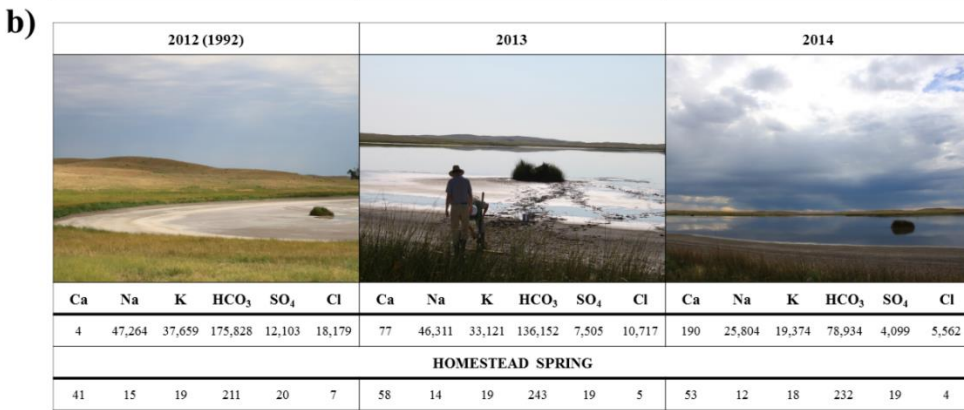 b)
2012 (1992) 2013 2014
Ca Na K HCO₃ SO₄ Cl Ca Na K HCO₃ SO₄ Cl Ca Na K HCO₃ SO₄ Cl
4 47,264 37,659 175,828 12,103 18,179 77 46,311 33,121 136,152 7,505 10,717 190 25,804 19,374 78,934 4,099 5,562
HOMESTEAD SPRING
41 15 19 211 20 7 58 14 19 243 19 5 53 12 18 232 19 4